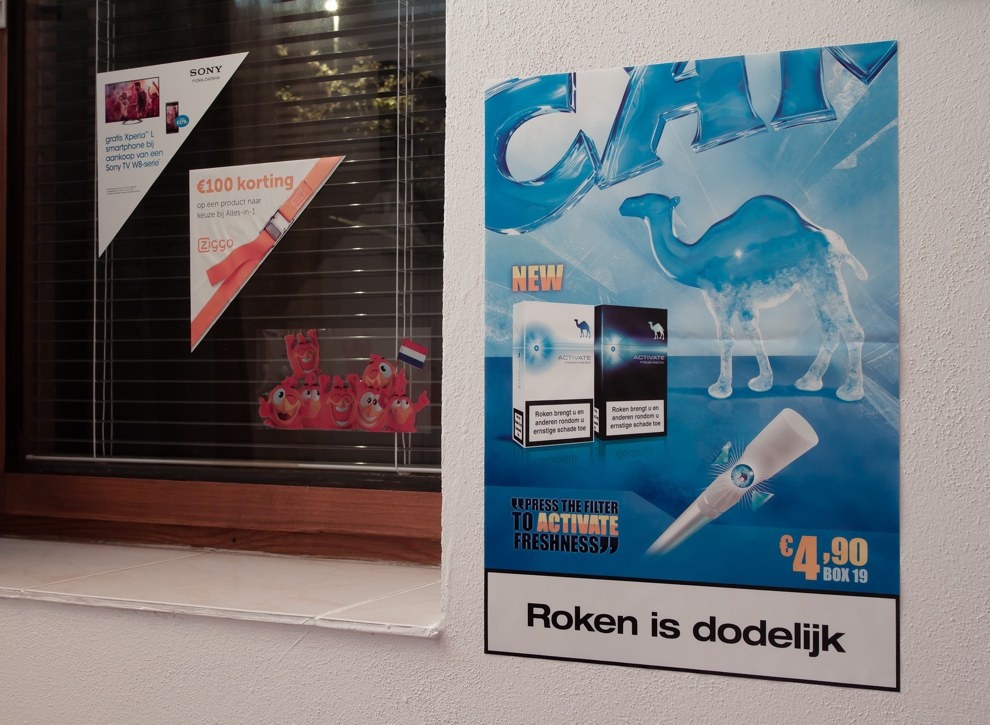 SONY
gratis Xperia™ L
smartphone bij
aankoop van een
Sony TV W8-serie
€100 korting
op een product naar
keuze bij Alles-in-1
Ziggo
NEW
ACTIVATE
Roken brengt u en
anderen rondom u
ernstige schade toe
ACTIVATE
Roken brengt u en
anderen rondom u
ernstige schade toe
"PRESS THE FILTER
TO ACTIVATE
FRESHNESS"
€4,90
BOX 19
Roken is dodelijk